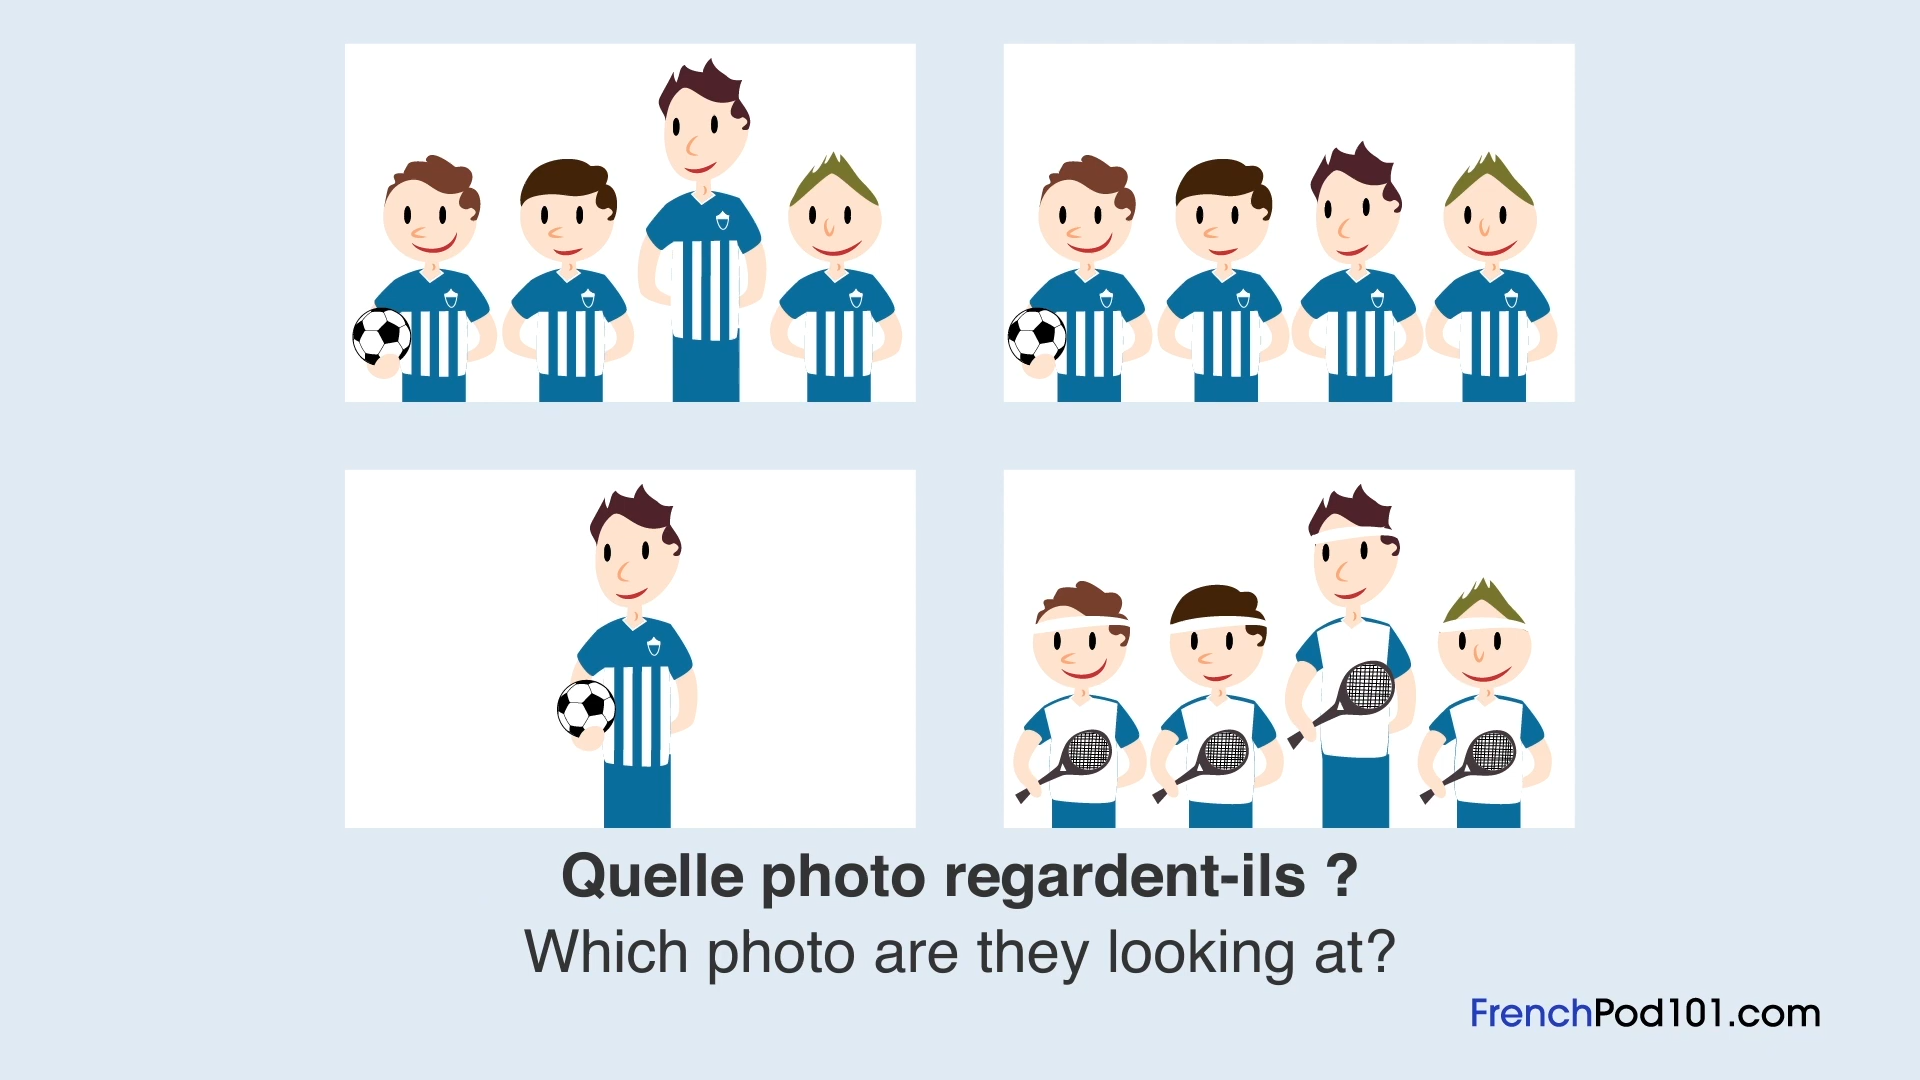 Quelle photo regardent-ils ?
Which photo are they looking at?
FrenchPod101.com